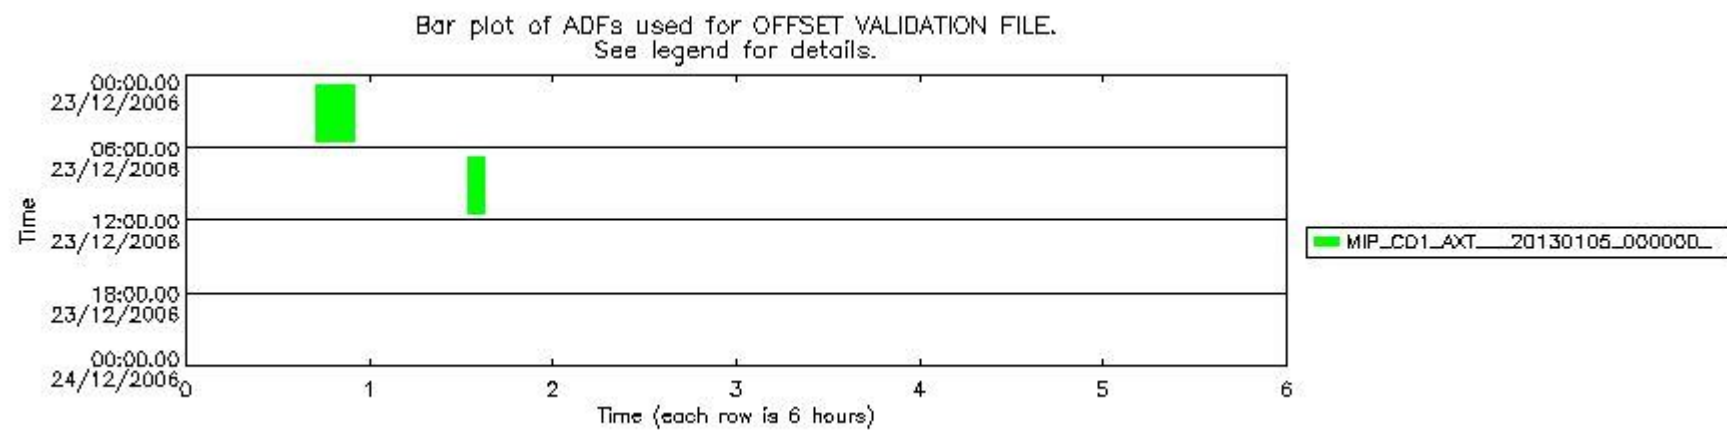 Bar plot of ADFs used for OFFSET VALIDATION FILE.
See legend for details.
00:00.00
23/12/2006
06:00.00
23/12/2006
12:00.00
23/12/2006
18:00.00
23/12/2006
00:00.00
24/12/2006
Time
0 1 2 3 4 5 6
Time (each row is 6 hours)
MIP_CO1_AXT___20130105_000000_